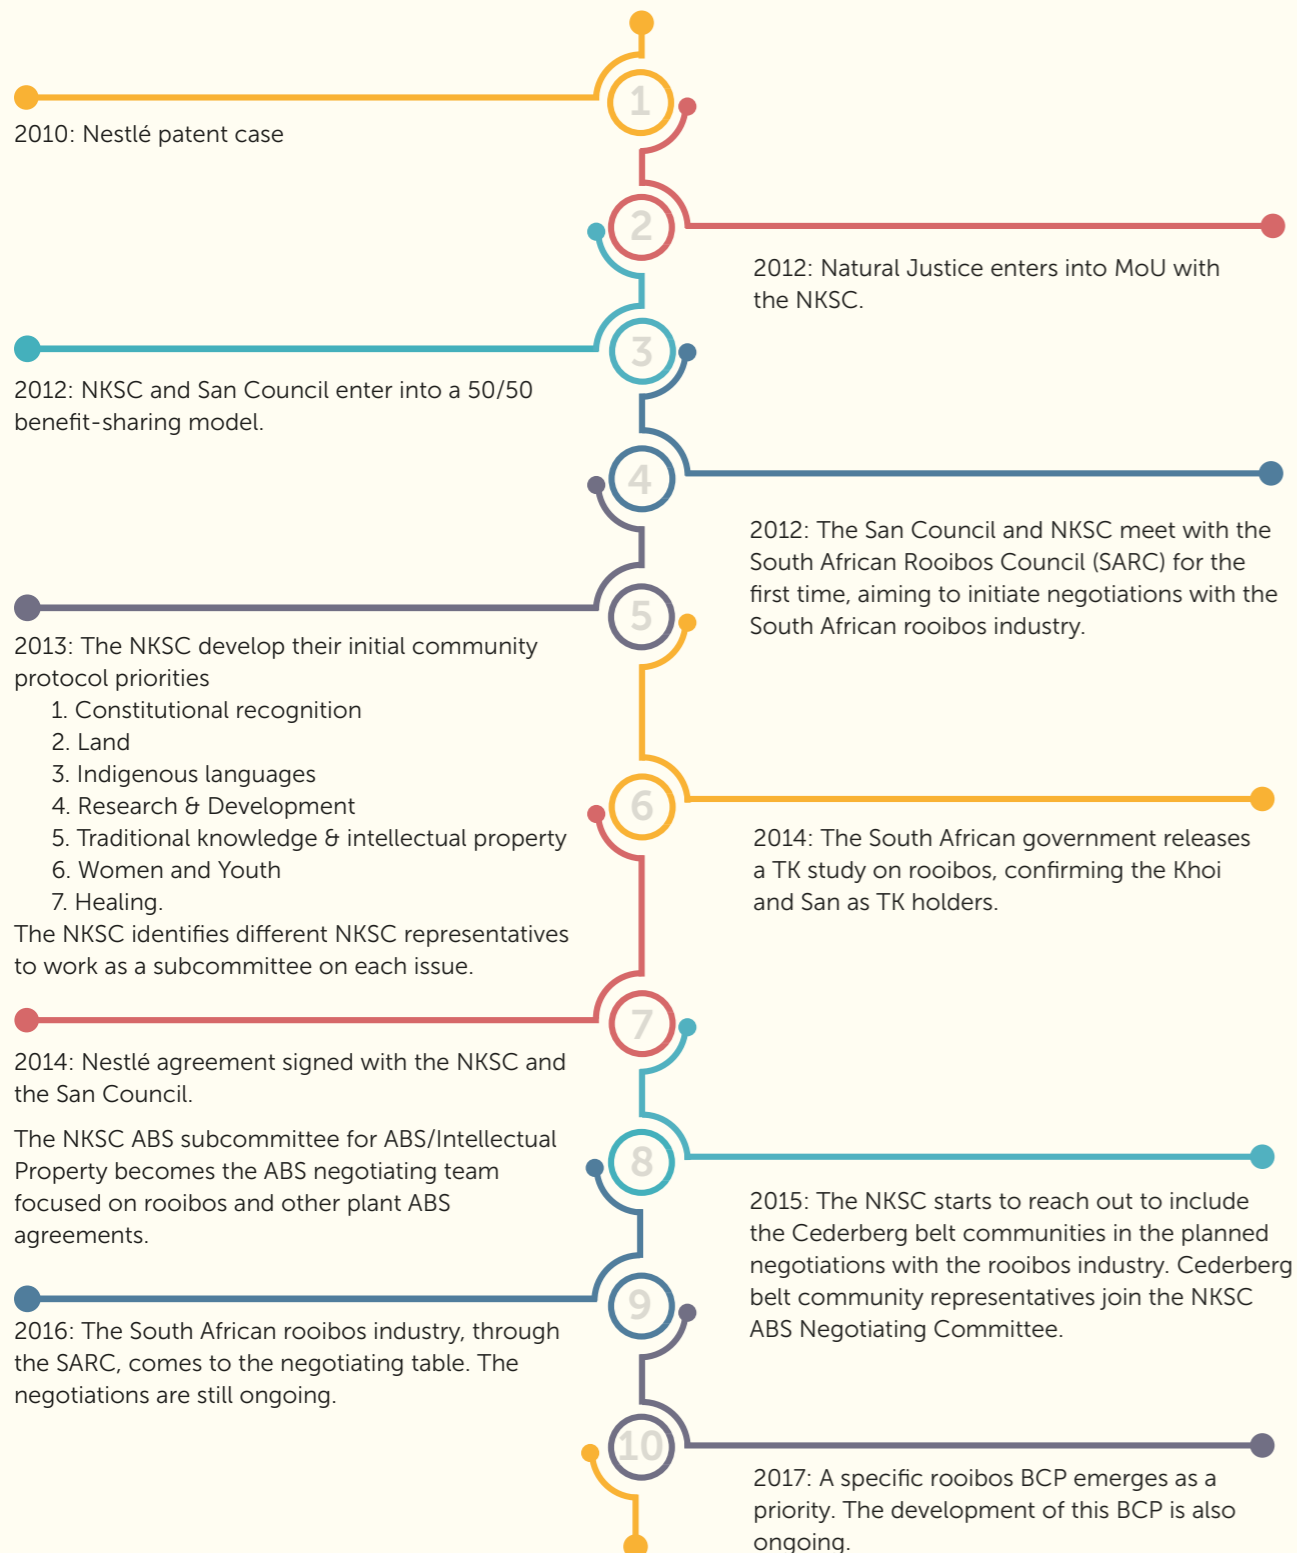 1
2010: Nestlé patent case
2
2012: Natural Justice enters into MoU with
the NKSC.
3
2012: NKSC and San Council enter into a 50/50
benefit-sharing model.
4
2012: The San Council and NKSC meet with the
South African Rooibos Council (SARC) for the
first time, aiming to initiate negotiations with the
South African rooibos industry.
5
2013: The NKSC develop their initial community
protocol priorities
1. Constitutional recognition
2. Land
3. Indigenous languages
4. Research & Development
5. Traditional knowledge & intellectual property
6. Women and Youth
7. Healing.
The NKSC identifies different NKSC representatives
to work as a subcommittee on each issue.
6
2014: The South African government releases
a TK study on rooibos, confirming the Khoi
and San as TK holders.
7
2014: Nestlé agreement signed with the NKSC and
the San Council.
The NKSC ABS subcommittee for ABS/Intellectual
Property becomes the ABS negotiating team
focused on rooibos and other plant ABS
agreements.
8
2015: The NKSC starts to reach out to include
the Cederberg belt communities in the planned
negotiations with the rooibos industry. Cederberg
belt community representatives join the NKSC
ABS Negotiating Committee.
9
2016: The South African rooibos industry, through
the SARC, comes to the negotiating table. The
negotiations are still ongoing.
10
2017: A specific rooibos BCP emerges as a
priority. The development of this BCP is also
ongoing.